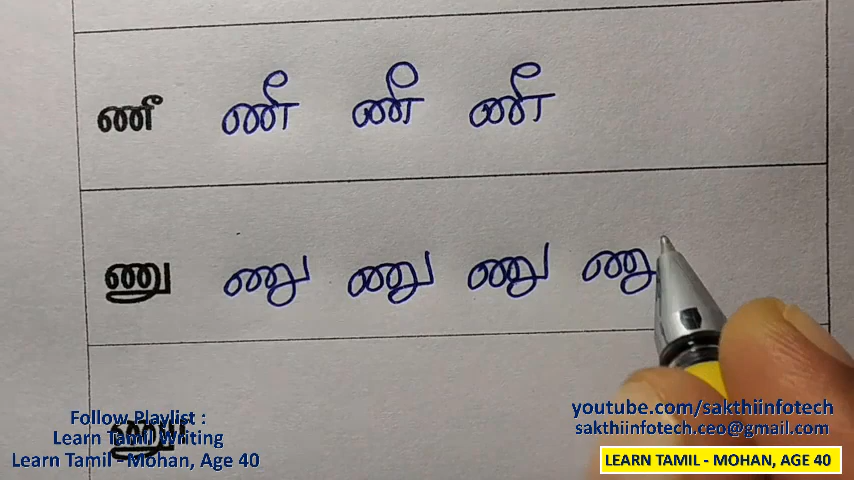 ணீ ணீ ணீ ணீ
ணு ணு ணு ணு ணு
ணூ
Follow Playlist :
Learn Tamil Writing
Learn Tamil - Mohan, Age 40
youtube.com/sakthiinfotech
sakthiinfotech.ceo@gmail.com
LEARN TAMIL - MOHAN, AGE 40